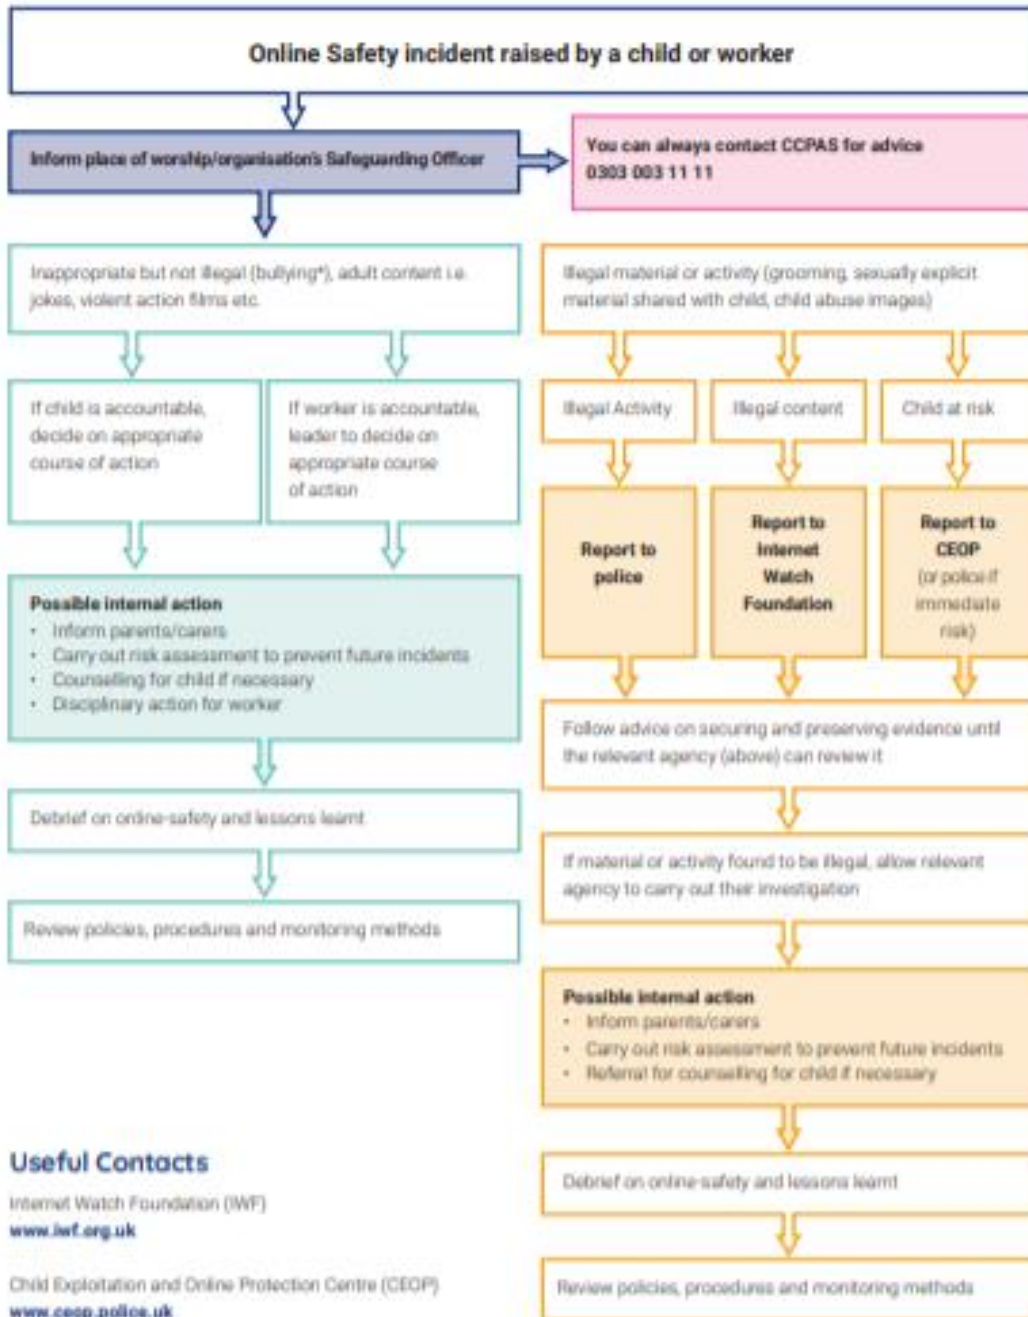 Online Safety incident raised by a child or worker
Inform place of worship/organisation's Safeguarding Officer
You can always contact CCPAS for advice
0303 003 11 11
Inappropriate but not illegal (bullying*), adult content i.e.
jokes, violent action films etc.
If child is accountable,
decide on appropriate
course of action
If worker is accountable,
leader to decide on
appropriate course
of action
Possible internal action
• Inform parents/carers
• Carry out risk assessment to prevent future incidents
• Counselling for child if necessary
• Disciplinary action for worker
Debrief on online-safety and lessons learnt
Review policies, procedures and monitoring methods
Illegal material or activity (grooming, sexually explicit
material shared with child, child abuse images)
Illegal Activity
Illegal content
Child at risk
Report to
police
Report to
Internet
Watch
Foundation
Report to
CEOP
(or police if
immediate
risk)
Follow advice on securing and preserving evidence until
the relevant agency (above) can review it
If material or activity found to be illegal, allow relevant
agency to carry out their investigation
Possible internal action
• Inform parents/carers
• Carry out risk assessment to prevent future incidents
• Referral for counselling for child if necessary
Debrief on online-safety and lessons learnt
Review policies, procedures and monitoring methods
Useful Contacts
Internet Watch Foundation (IWF)
www.iwf.org.uk
Child Exploitation and Online Protection Centre (CEOP)
www.ceop.police.uk